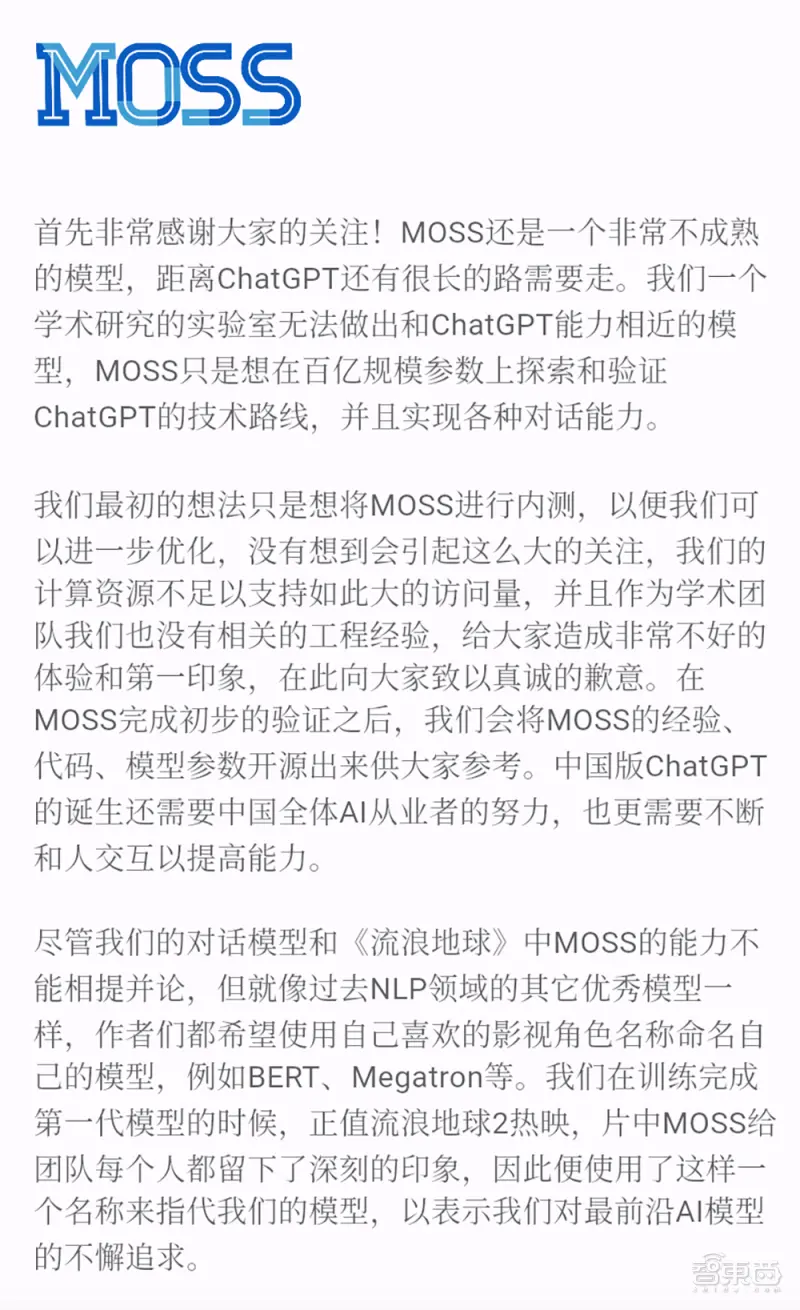 MOSS
首先非常感谢大家的关注！MOSS还是一个非常不成熟
的模型，距离ChatGPT还有很长的路需要走。我们一个
学术研究的实验室无法做出和ChatGPT能力相近的模
型，MOSS只是想在百亿规模参数上探索和验证
ChatGPT的技术路线，并且实现各种对话能力。
我们最初的想法只是想将MOSS进行内测，以便我们可
以进一步优化，没有想到会引起这么大的关注，我们的
计算资源不足以支持如此大的访问量，并且作为学术团
队我们也没有相关的工程经验，给大家造成非常不好的
体验和第一印象，在此向大家致以真诚的歉意。在
MOSS完成初步的验证之后，我们会将MOSS的经验、
代码、模型参数开源出来供大家参考。中国版ChatGPT
的诞生还需要中国全体AI从业者的努力，也更需要不断
和人交互以提高能力。
尽管我们的对话模型和《流浪地球》中MOSS的能力不
能相提并论，但就像过去NLP领域的其它优秀模型一
样，作者们都希望使用自己喜欢的影视角色名称命名自
己的模型，例如BERT、Megatron等。我们在训练完成
第一代模型的时候，正值流浪地球2热映，片中MOSS给
团队每个人都留下了深刻的印象，因此便使用了这样一
个名称来指代我们的模型，以表示我们对最前沿AI模型
的不懈追求。
智東西